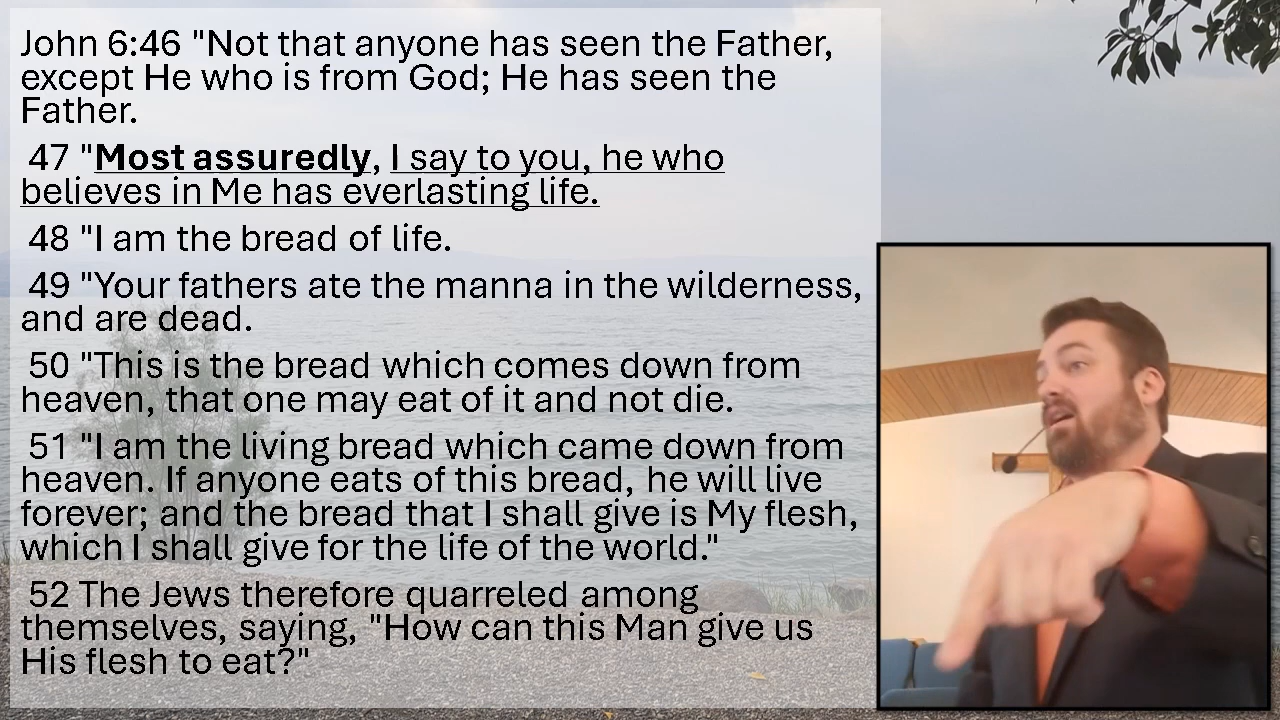 John 6:46 "Not that anyone has seen the Father,
except He who is from God; He has seen the
Father.
47 "Most assuredly, I say to you, he who
believes in Me has everlasting life.
48 "I am the bread of life.
49 "Your fathers ate the manna in the wilderness,
and are dead.
50 "This is the bread which comes down from
heaven, that one may eat of it and not die.
51 "I am the living bread which came down from
heaven. If anyone eats of this bread, he will live
forever; and the bread that I shall give is My flesh,
which I shall give for the life of the world."
52 The Jews therefore quarreled among
themselves, saying, "How can this Man give us
His flesh to eat?"